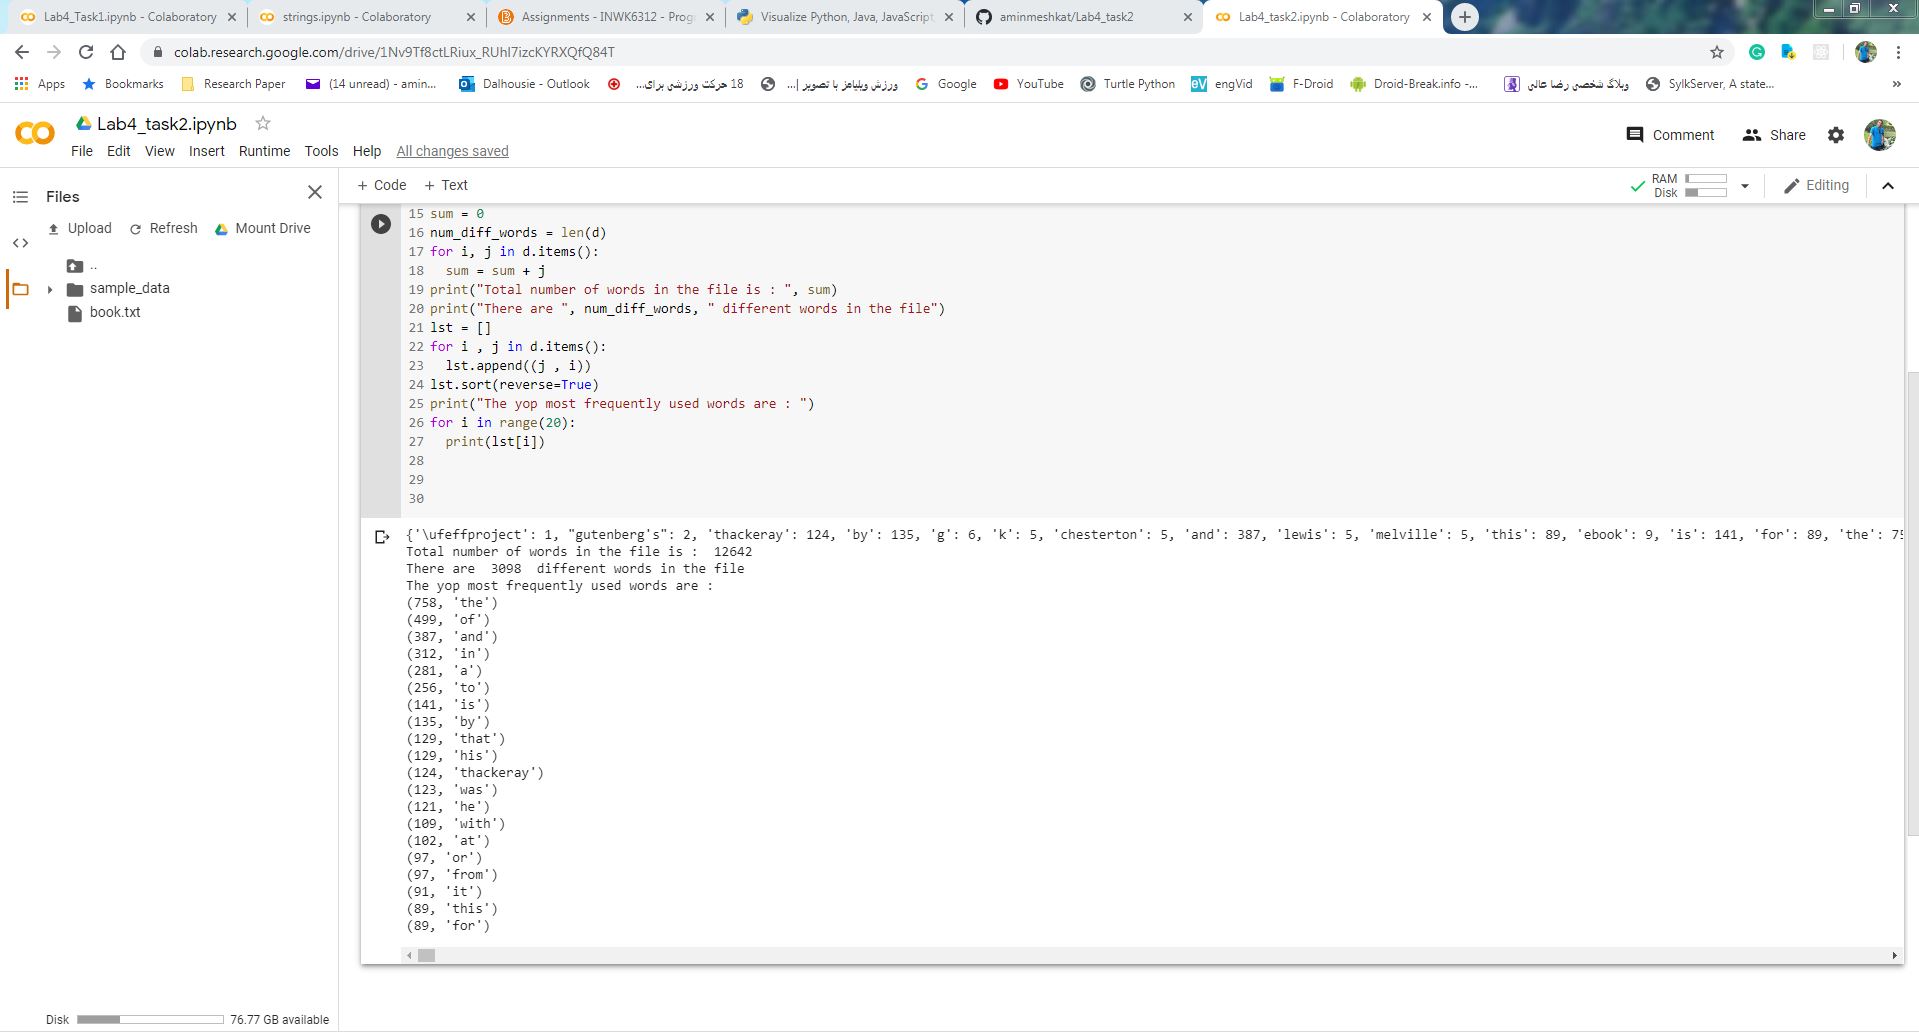 Lab4_Task1.ipynb - Colaboratory
strings.ipynb - Colaboratory
Assignments - INWK6312 - Prog
Visualize Python, Java, JavaScript,
aminmeshkat/Lab4_task2
Lab4_task2.ipynb - Colaboratory
colab.research.google.com/drive/1Nv9Tf8ctLRiux_RUhI7izcKYRXQfQ84T
Apps
Bookmarks
Research Paper
(14 unread) - amin...
Dalhousie - Outlook
18 حرکت ورزشی برای...
ورزش ویلیامز با تصویر |...
Google
YouTube
Turtle Python
engVid
F-Droid
Droid-Break.info -...
وبلاگ شخصی رضا عالی
SylkServer, A state...
»
Lab4_task2.ipynb
File Edit View Insert Runtime Tools Help All changes saved
Comment
Share
Files
+ Code + Text
RAM
Disk
Editing
Upload Refresh Mount Drive
..
sample_data
book.txt
15 sum = 0
16 num_diff_words = len(d)
17 for i, j in d.items():
18 sum = sum + j
19 print("Total number of words in the file is : ", sum)
20 print("There are ", num_diff_words, " different words in the file")
21 lst = []
22 for i , j in d.items():
23 lst.append((j , i))
24 lst.sort(reverse=True)
25 print("The yop most frequently used words are : ")
26 for i in range(20):
27 print(lst[i])
28
29
30
{'\ufeffproject': 1, "gutenberg's": 2, 'thackeray': 124, 'by': 135, 'g': 6, 'k': 5, 'chesterton': 5, 'and': 387, 'lewis': 5, 'melville': 5, 'this': 89, 'ebook': 9, 'is': 141, 'for': 89, 'the': 75
Total number of words in the file is :  12642
There are  3098  different words in the file
The yop most frequently used words are :
(758, 'the')
(499, 'of')
(387, 'and')
(312, 'in')
(281, 'a')
(256, 'to')
(141, 'is')
(135, 'by')
(129, 'that')
(129, 'his')
(124, 'thackeray')
(123, 'was')
(121, 'he')
(109, 'with')
(102, 'at')
(97, 'or')
(97, 'from')
(91, 'it')
(89, 'this')
(89, 'for')
Disk 76.77 GB available